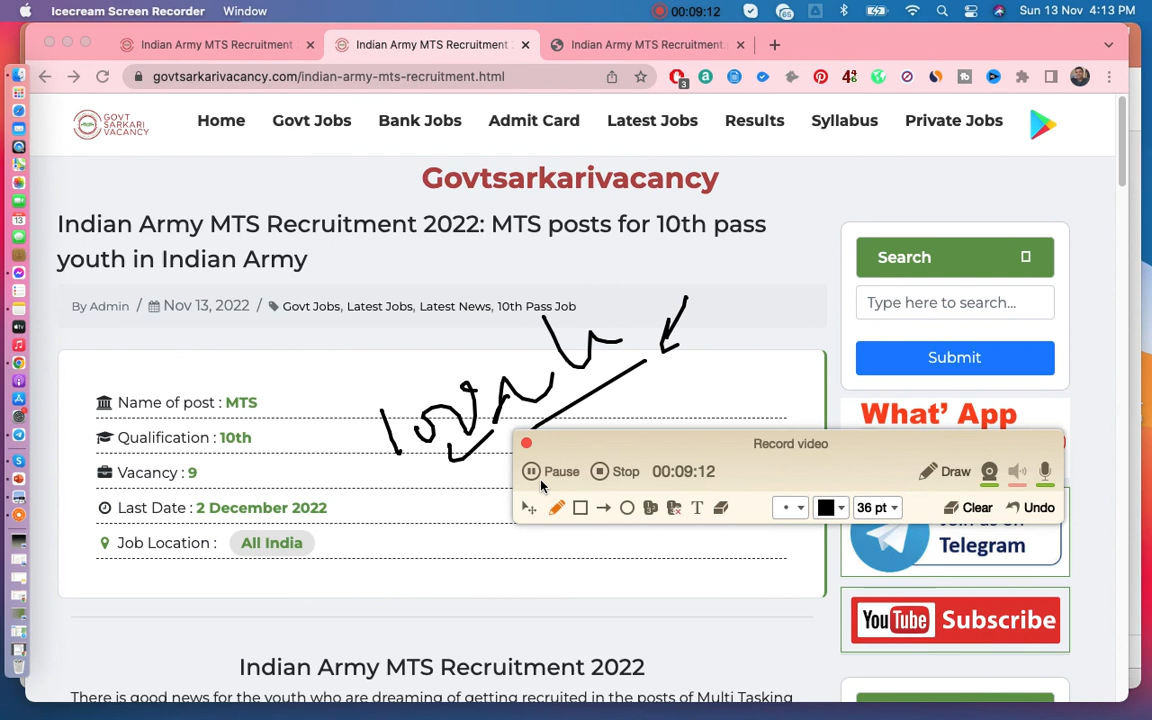 Icecream Screen Recorder Window 00:09:12 65 Sun 13 Nov 4:13 PM
Indian Army MTS Recruitment Indian Army MTS Recruitment Indian Army MTS Recruitment.
govtsarkarivacancy.com/indian-army-mts-recruitment.html
GOVT SARKARI VACANCY Home Govt Jobs Bank Jobs Admit Card Latest Jobs Results Syllabus Private Jobs
Govtsarkarivacancy
Indian Army MTS Recruitment 2022: MTS posts for 10th pass
youth in Indian Army
By Admin / Nov 13, 2022 / Govt Jobs, Latest Jobs, Latest News, 10th Pass Job
Name of post : MTS
Qualification : 10th
Vacancy : 9
Last Date : 2 December 2022
Job Location : All India
Search
Type here to search...
Submit
What' App
Record video
Pause Stop 00:09:12 Draw
T 36 pt Clear Undo
Join us on
Telegram
YouTube Subscribe
Indian Army MTS Recruitment 2022
There is good news for the youth who are dreaming of getting recruited in the posts of Multi Tasking